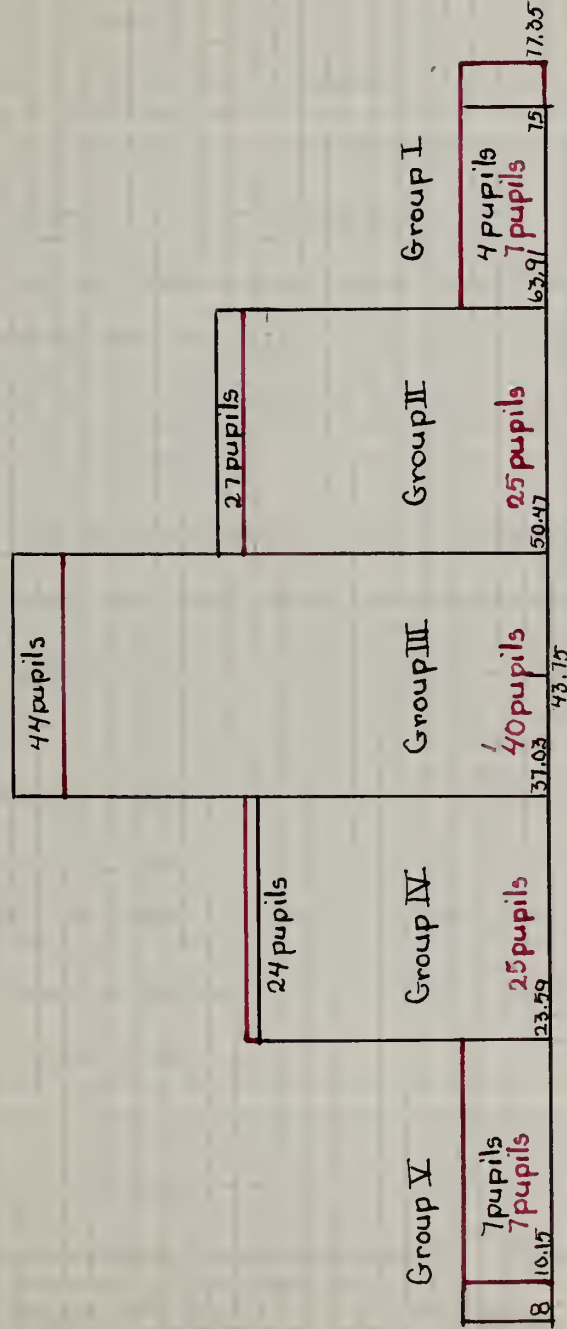 44 pupils
27 pupils
24 pupils
Group V
Group IV
Group III
Group II
Group I
7 pupils
7 pupils
25 pupils
40 pupils
25 pupils
4 pupils
7 pupils
8
10.15
23.59
37.03
50.47
63.91
75
77.35
43.75